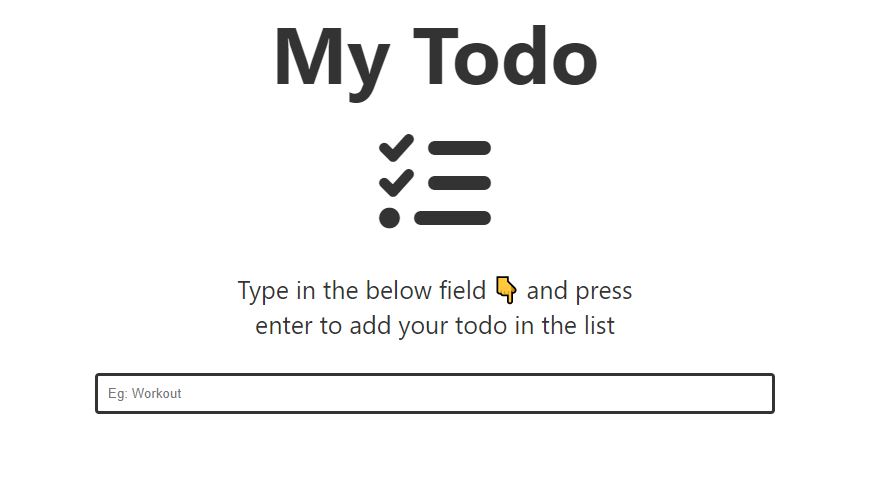 My Todo
Type in the below field 👇 and press
enter to add your todo in the list
Eg: Workout